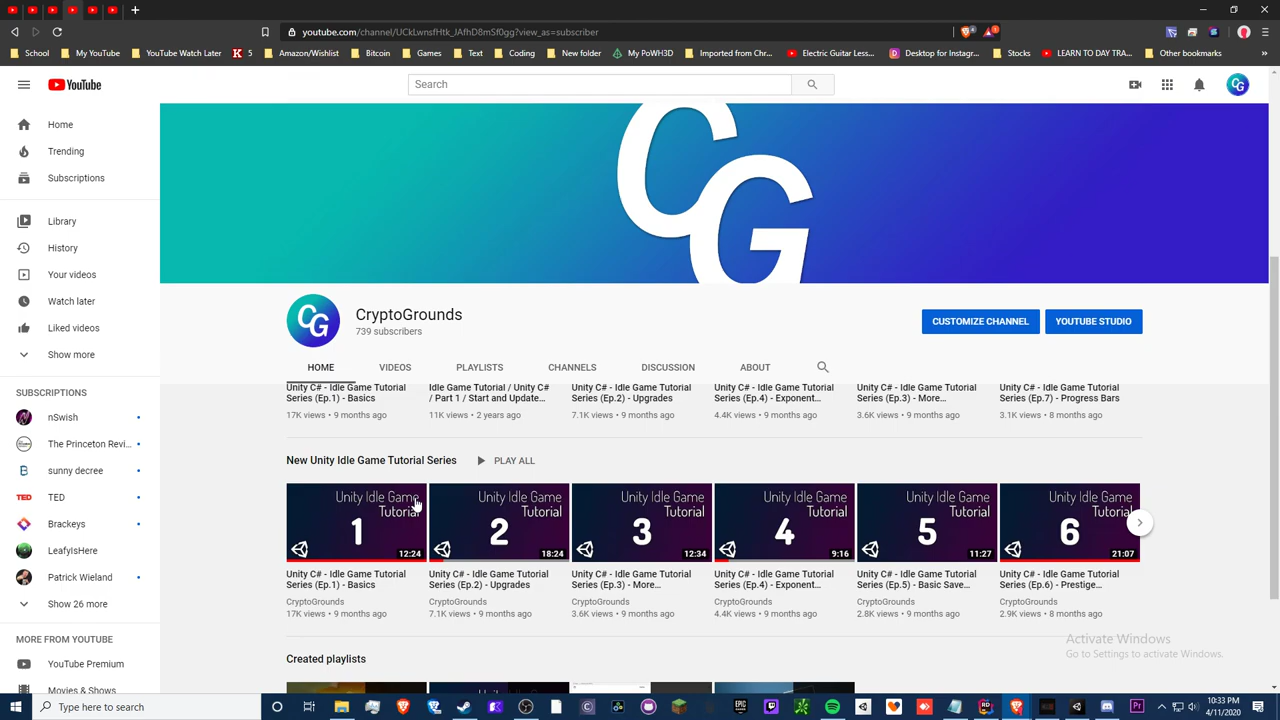 youtube.com/channel/UCkLwnsfHtk_JAfhD8mSf0gg?view_as=subscriber
School
My YouTube
YouTube Watch Later
5
Amazon/Wishlist
Bitcoin
Text
Coding
New folder
My PoWH3D
Imported from Chr...
Electric Guitar Less...
Designed for Instag...
Stocks
LEARN TO DAY TRA...
Other bookmarks
YouTube
Search
CG
Home
Trending
Subscriptions
Library
History
Your videos
Watch later
Liked videos
Show more
SUBSCRIPTIONS
nSwish
The Princeton Revi...
sunny decree
TED
TED
Brackeys
LeafyIsHere
Patrick Wieland
Show 26 more
MORE FROM YOUTUBE
YouTube Premium
Movies & Shows
CG
CG
CryptoGrounds
739 subscribers
CUSTOMIZE CHANNEL
YOUTUBE STUDIO
HOME VIDEOS PLAYLISTS CHANNELS DISCUSSION ABOUT
Unity C# - Idle Game Tutorial
Series (Ep.1) - Basics
17K views • 9 months ago
Idle Game Tutorial / Unity C#
/ Part 1 / Start and Update...
11K views • 2 years ago
Unity C# - Idle Game Tutorial
Series (Ep.2) - Upgrades
7.1K views • 9 months ago
Unity C# - Idle Game Tutorial
Series (Ep.4) - Exponent...
4.4K views • 9 months ago
Unity C# - Idle Game Tutorial
Series (Ep.3) - More...
3.6K views • 9 months ago
Unity C# - Idle Game Tutorial
Series (Ep.7) - Progress Bars
3.1K views • 8 months ago
New Unity Idle Game Tutorial Series
PLAY ALL
Unity Idle Game
Tutorial
1
12:24
Unity C# - Idle Game Tutorial
Series (Ep.1) - Basics
CryptoGrounds
17K views • 9 months ago
Unity Idle Game
Tutorial
2
18:24
Unity C# - Idle Game Tutorial
Series (Ep.2) - Upgrades
CryptoGrounds
7.1K views • 9 months ago
Unity Idle Game
Tutorial
3
12:34
Unity C# - Idle Game Tutorial
Series (Ep.3) - More...
CryptoGrounds
3.6K views • 9 months ago
Unity Idle Game
Tutorial
4
9:16
Unity C# - Idle Game Tutorial
Series (Ep.4) - Exponent...
CryptoGrounds
4.4K views • 9 months ago
Unity Idle Game
Tutorial
5
11:27
Unity C# - Idle Game Tutorial
Series (Ep.5) - Basic Save...
CryptoGrounds
2.8K views • 9 months ago
Unity Idle Game
Tutorial
6
21:07
Unity C# - Idle Game Tutorial
Series (Ep.6) - Prestige...
CryptoGrounds
2.9K views • 8 months ago
Created playlists
Activate Windows
Go to Settings to activate Windows.
Type here to search
10:33 PM
4/11/2020